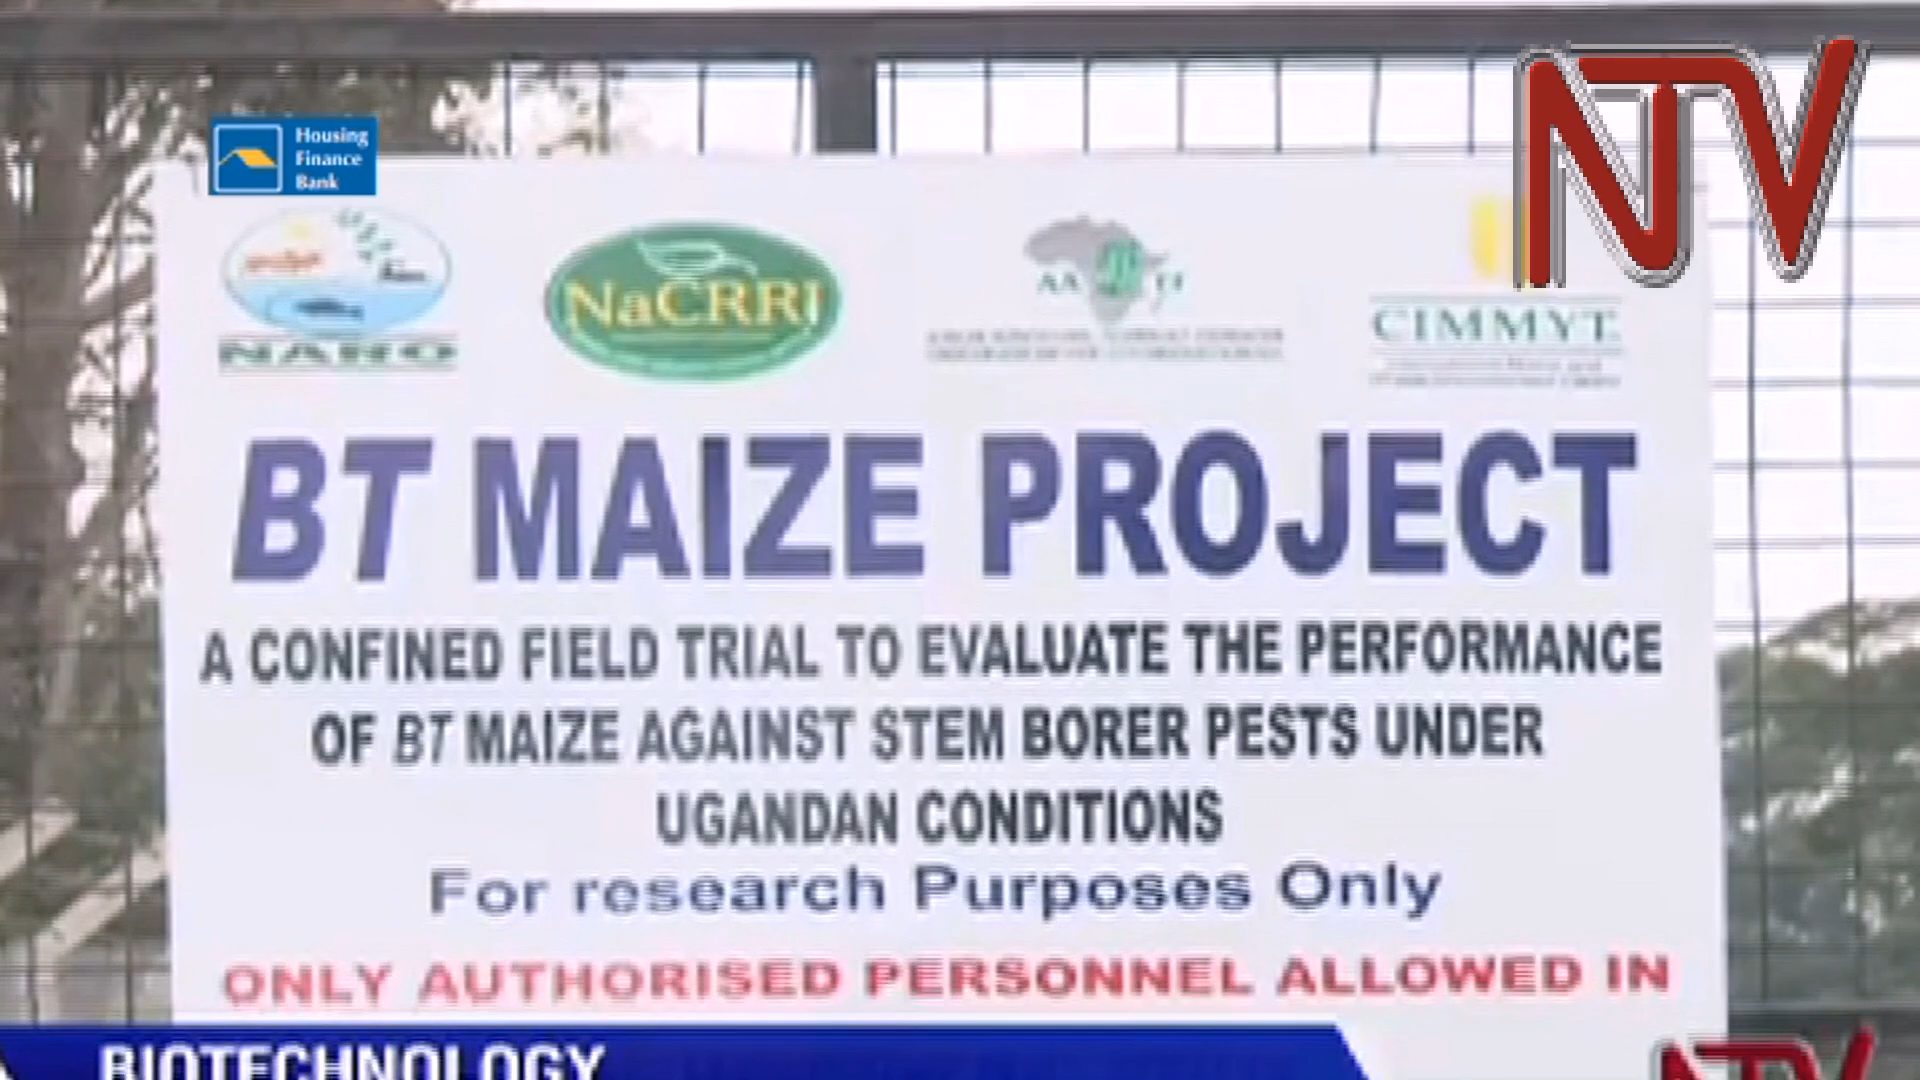 Housing
Finance
Bank
NTV
NARO
NaCRRI
CIMMYT
BT MAIZE PROJECT
A CONFINED FIELD TRIAL TO EVALUATE THE PERFORMANCE
OF BT MAIZE AGAINST STEM BORER PESTS UNDER
UGANDAN CONDITIONS
For research Purposes Only
ONLY AUTHORISED PERSONNEL ALLOWED IN
BIOTECHNOLOGY
NTV